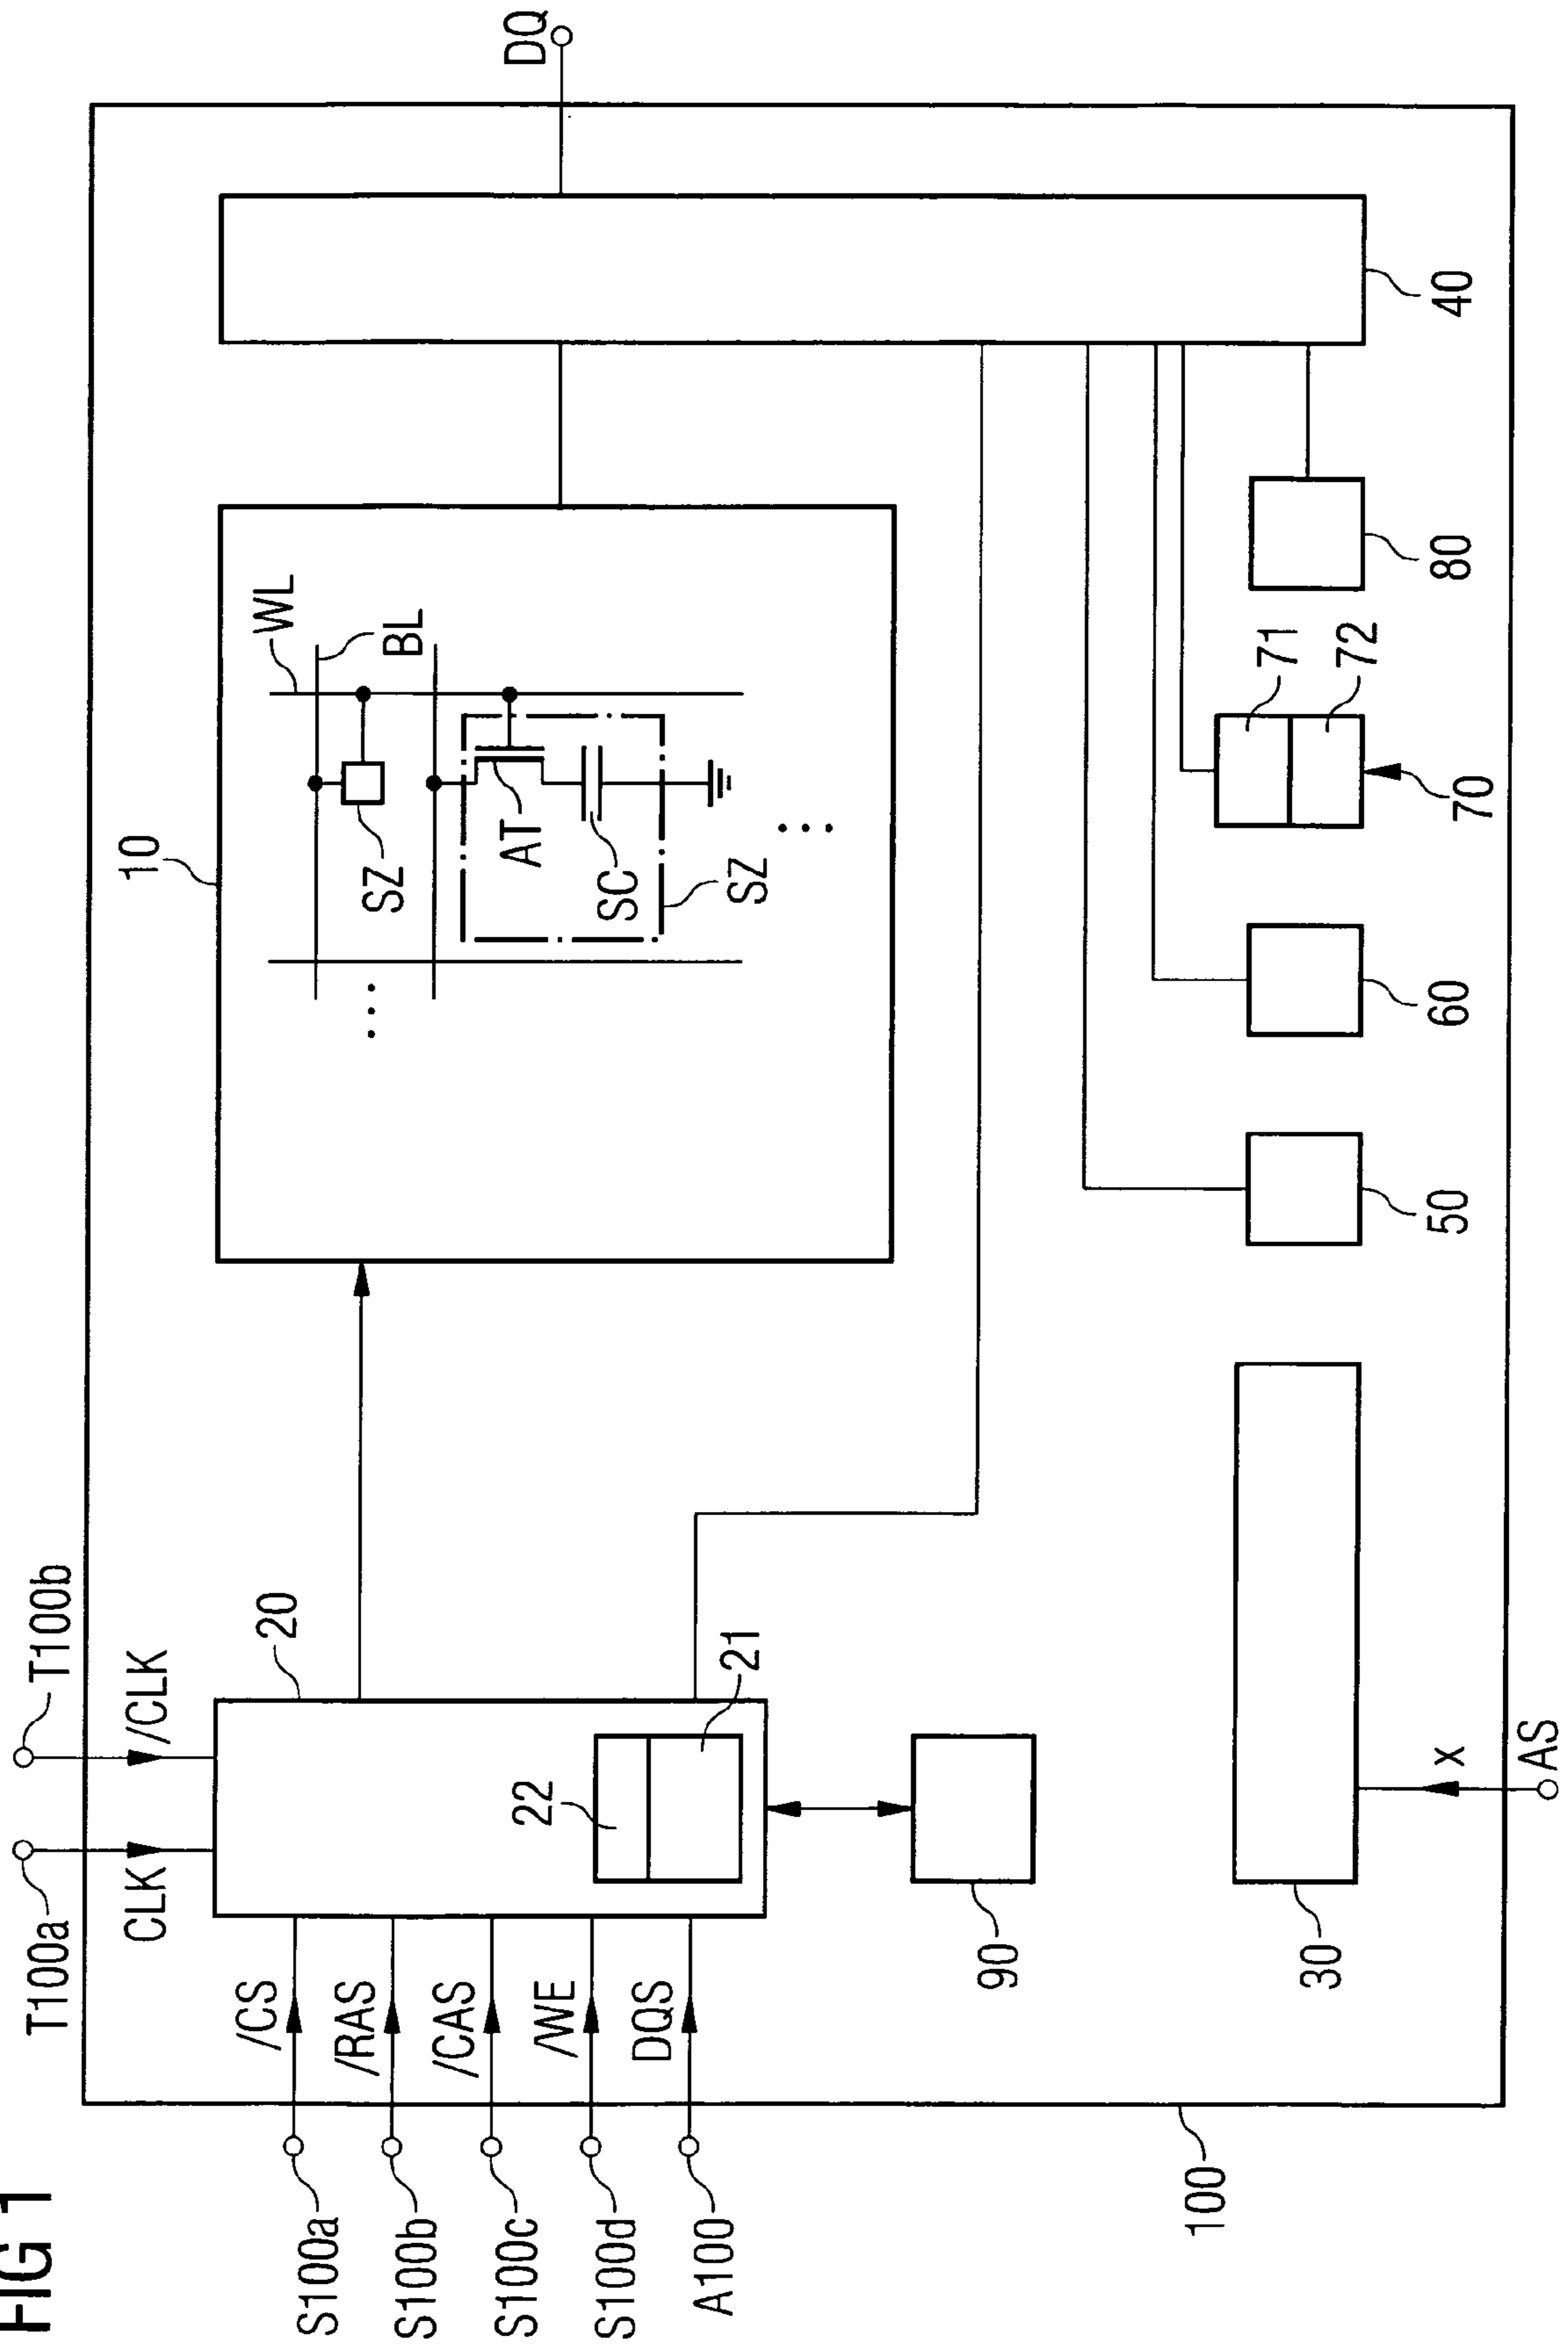 FIG 1
T100a
T100b
CLK
/CLK
S100a
/CS
S100b
/RAS
S100c
/CAS
S100d
/WE
A100
DQS
20
22
21
90
30
x
AS
100
10
WL
BL
SZ
AT
SC
SZ
50
60
70
71
72
80
40
DQ